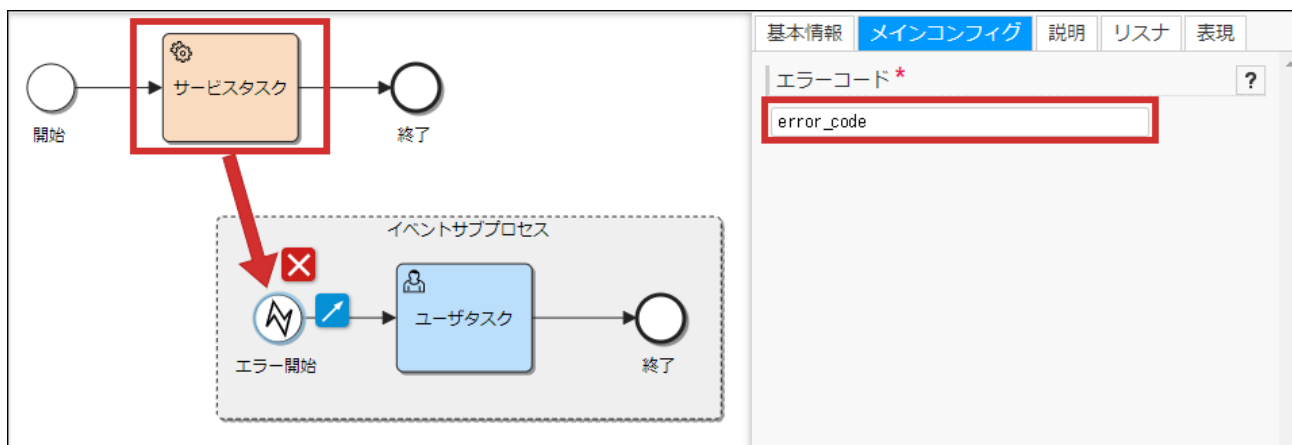 サービスタスク
開始
終了
イベントサブプロセス
ユーザタスク
エラー開始
終了
基本情報
メインコンフィグ
説明
リスナ
表現
エラーコード*
?
error_code